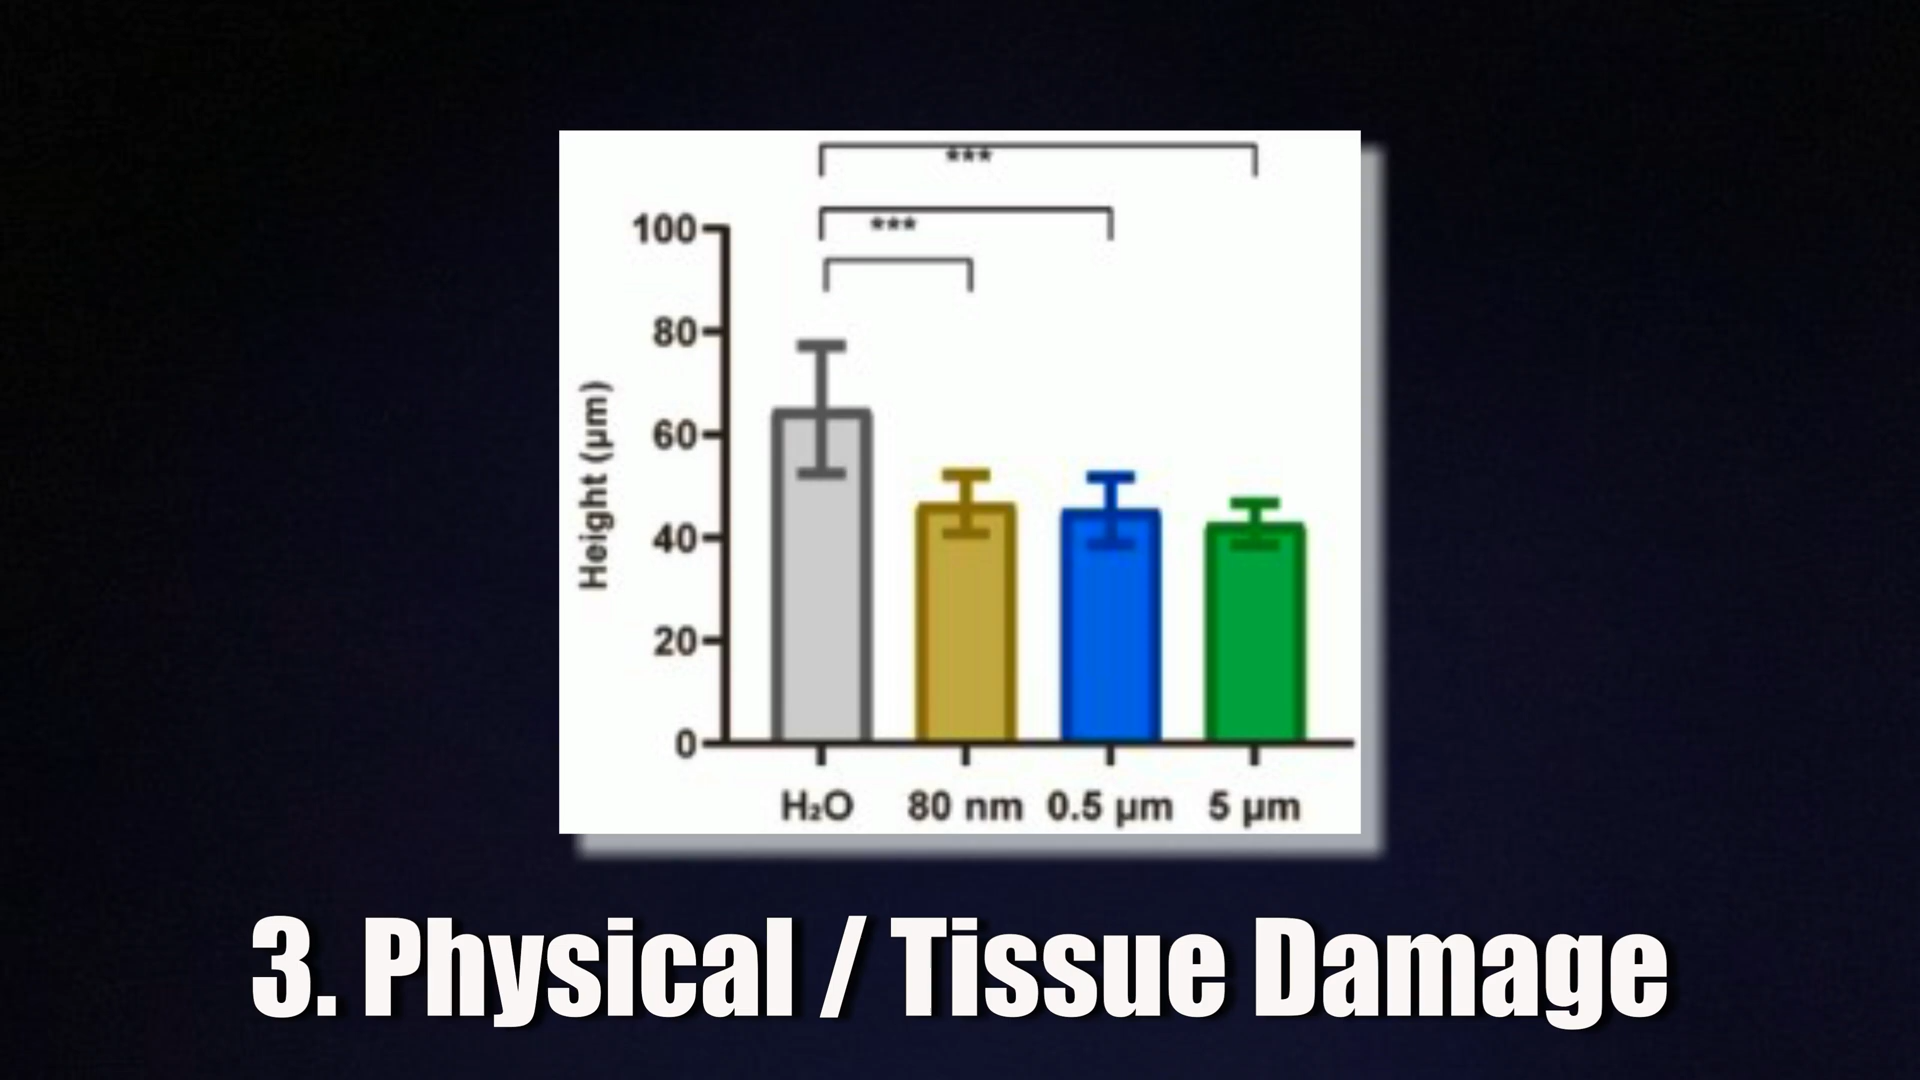 ***
***
100
80
60
40
20
0
Height (µm)
H₂O 80 nm 0.5 µm 5 µm
3. Physical / Tissue Damage